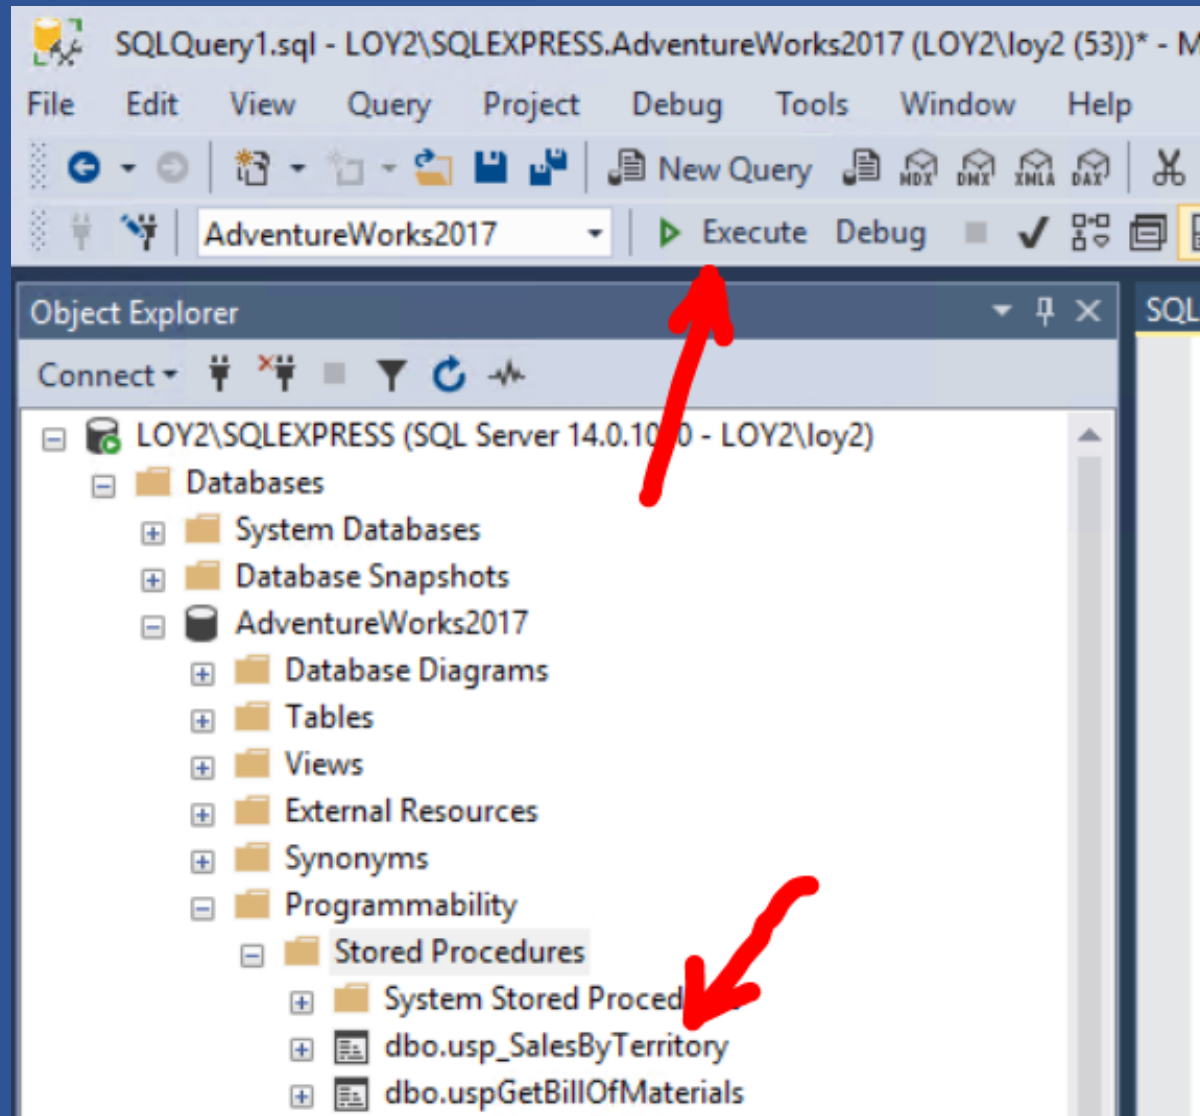 SQLQuery1.sql - LOY2\SQLEXPRESS.AdventureWorks2017 (LOY2\loy2 (53))* - M
File Edit View Query Project Debug Tools Window Help
New Query MDX DMX XMLA DAX
AdventureWorks2017 Execute Debug
Object Explorer
SQL
Connect
LOY2\SQLEXPRESS (SQL Server 14.0.10 0 - LOY2\loy2)
Databases
System Databases
Database Snapshots
AdventureWorks2017
Database Diagrams
Tables
Views
External Resources
Synonyms
Programmability
Stored Procedures
System Stored
dbo.usp_SalesByTerritory
dbo.uspGetBillOfMaterials